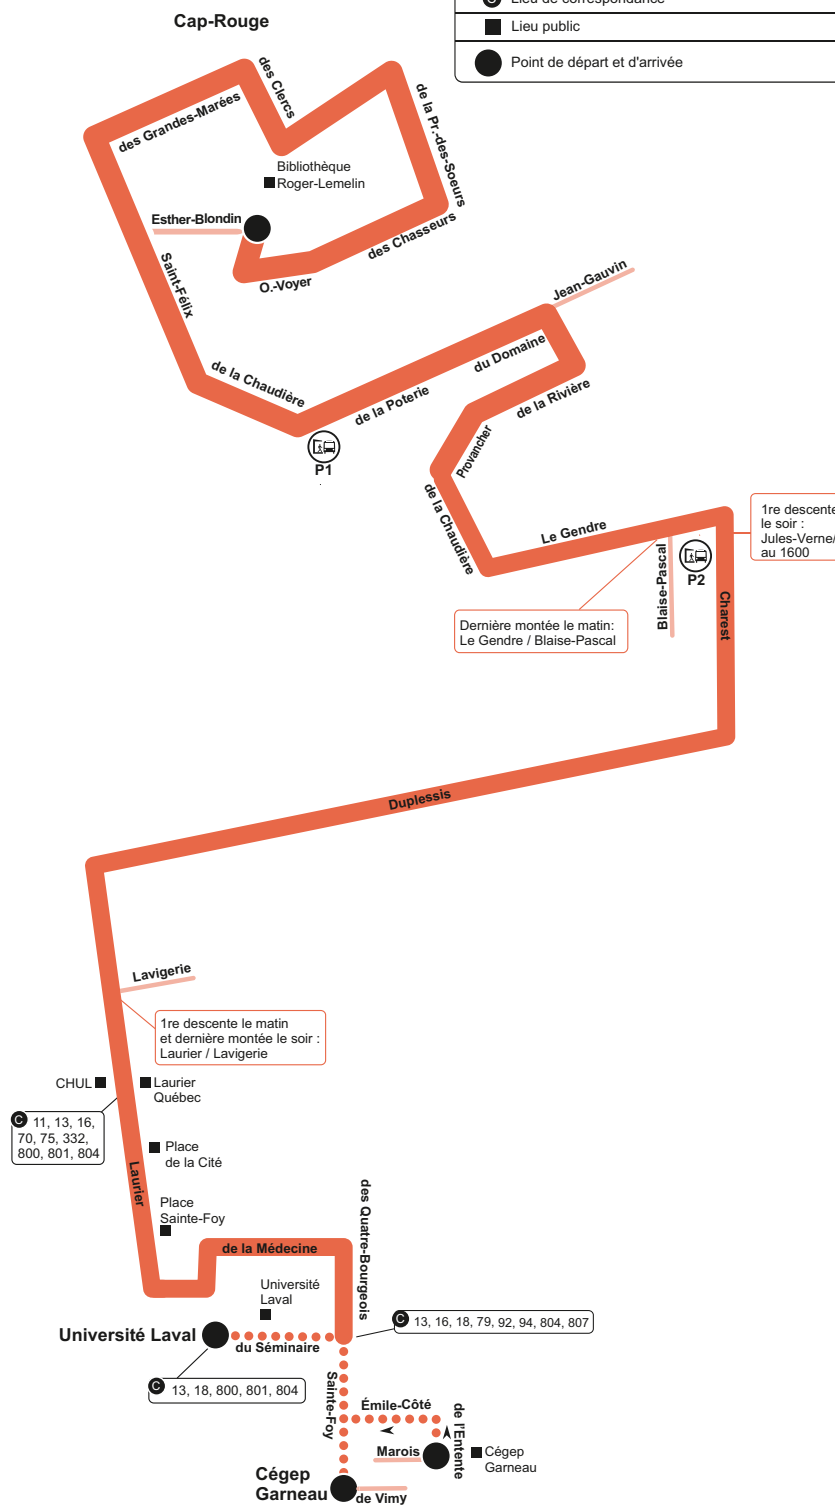 Lieu de correspondance
Cap-Rouge
Lieu public
Point de départ et d'arrivée
des Clercs
des Grandes-Marées
de la Pr.-des-Soeurs
Bibliothèque
Roger-Lemelin
Esther-Blondin
des Chasseurs
Saint-Félix
O.-Voyer
Jean-Gauvin
du Domaine
de la Chaudière
de la Poterie
de la Rivière
P1
Provancher
de la Chaudière
Le Gendre
1re descente
le soir :
Jules-Verne/
au 1600
Blaise-Pascal
P2
Charest
Dernière montée le matin:
Le Gendre / Blaise-Pascal
Duplessis
Lavigerie
1re descente le matin
et dernière montée le soir :
Laurier / Lavigerie
CHUL
Laurier
Québec
C 11, 13, 16,
70, 75, 332,
800, 801, 804
Place
de la Cité
Laurier
Place
Sainte-Foy
des Quatre-Bourgeois
de la Médecine
Université
Laval
C 13, 16, 18, 79, 92, 94, 804, 807
Université Laval
du Séminaire
C 13, 18, 800, 801, 804
Sainte-Foy
Émile-Côté
de l'Entente
Marois
Cégep
Garneau
Cégep
Garneau
de Vimy